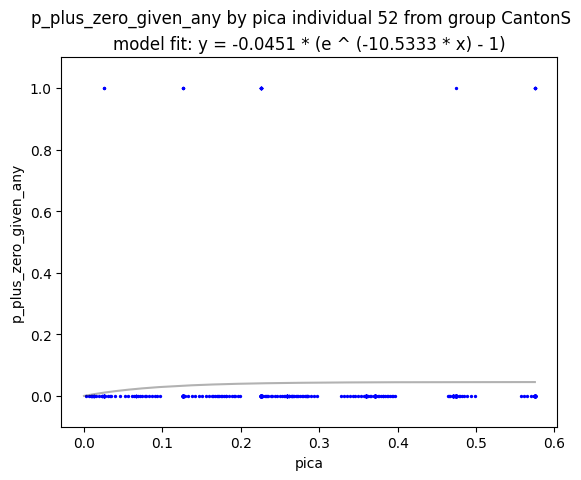 p_plus_zero_given_any by pica individual 52 from group CantonS
model fit: y = -0.0451 * (e ^ (-10.5333 * x) - 1)
p_plus_zero_given_any
1.0
0.8
0.6
0.4
0.2
0.0
0.0 0.1 0.2 0.3 0.4 0.5 0.6
pica